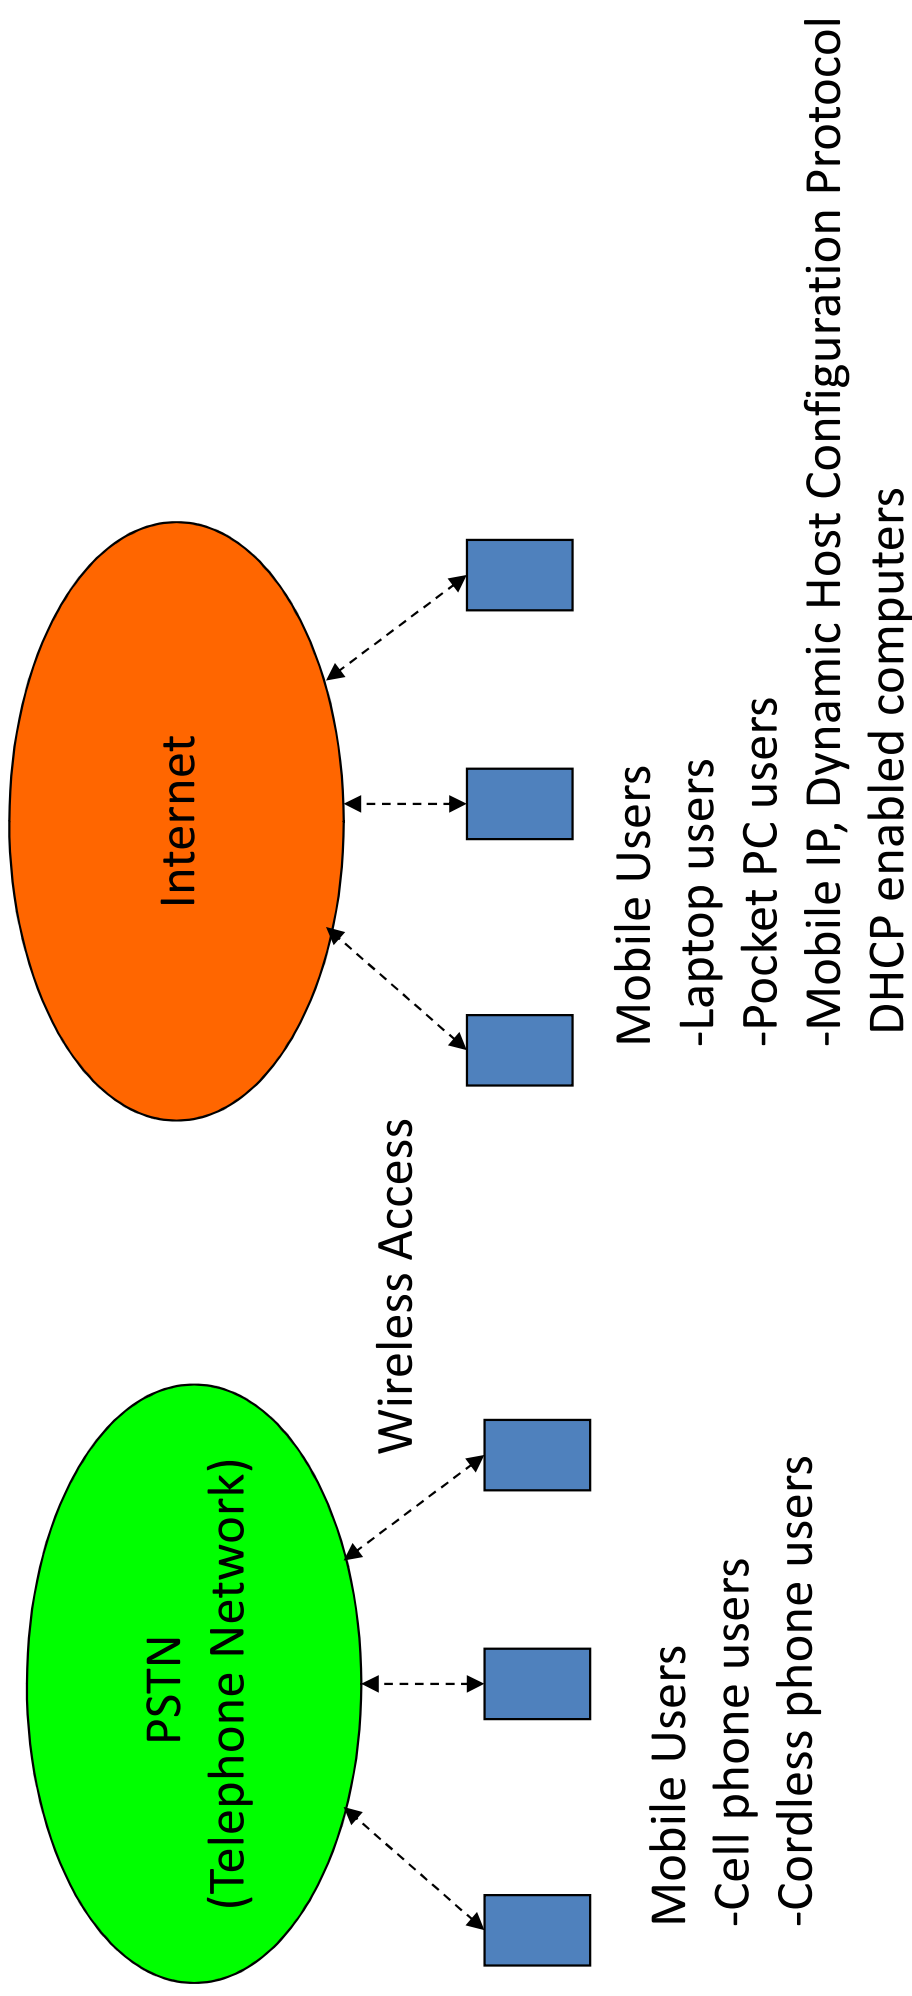 PSTN
(Telephone Network)
Internet
Wireless Access
Mobile Users
-Cell phone users
-Cordless phone users
Mobile Users
-Laptop users
-Pocket PC users
-Mobile IP, Dynamic Host Configuration Protocol
DHCP enabled computers